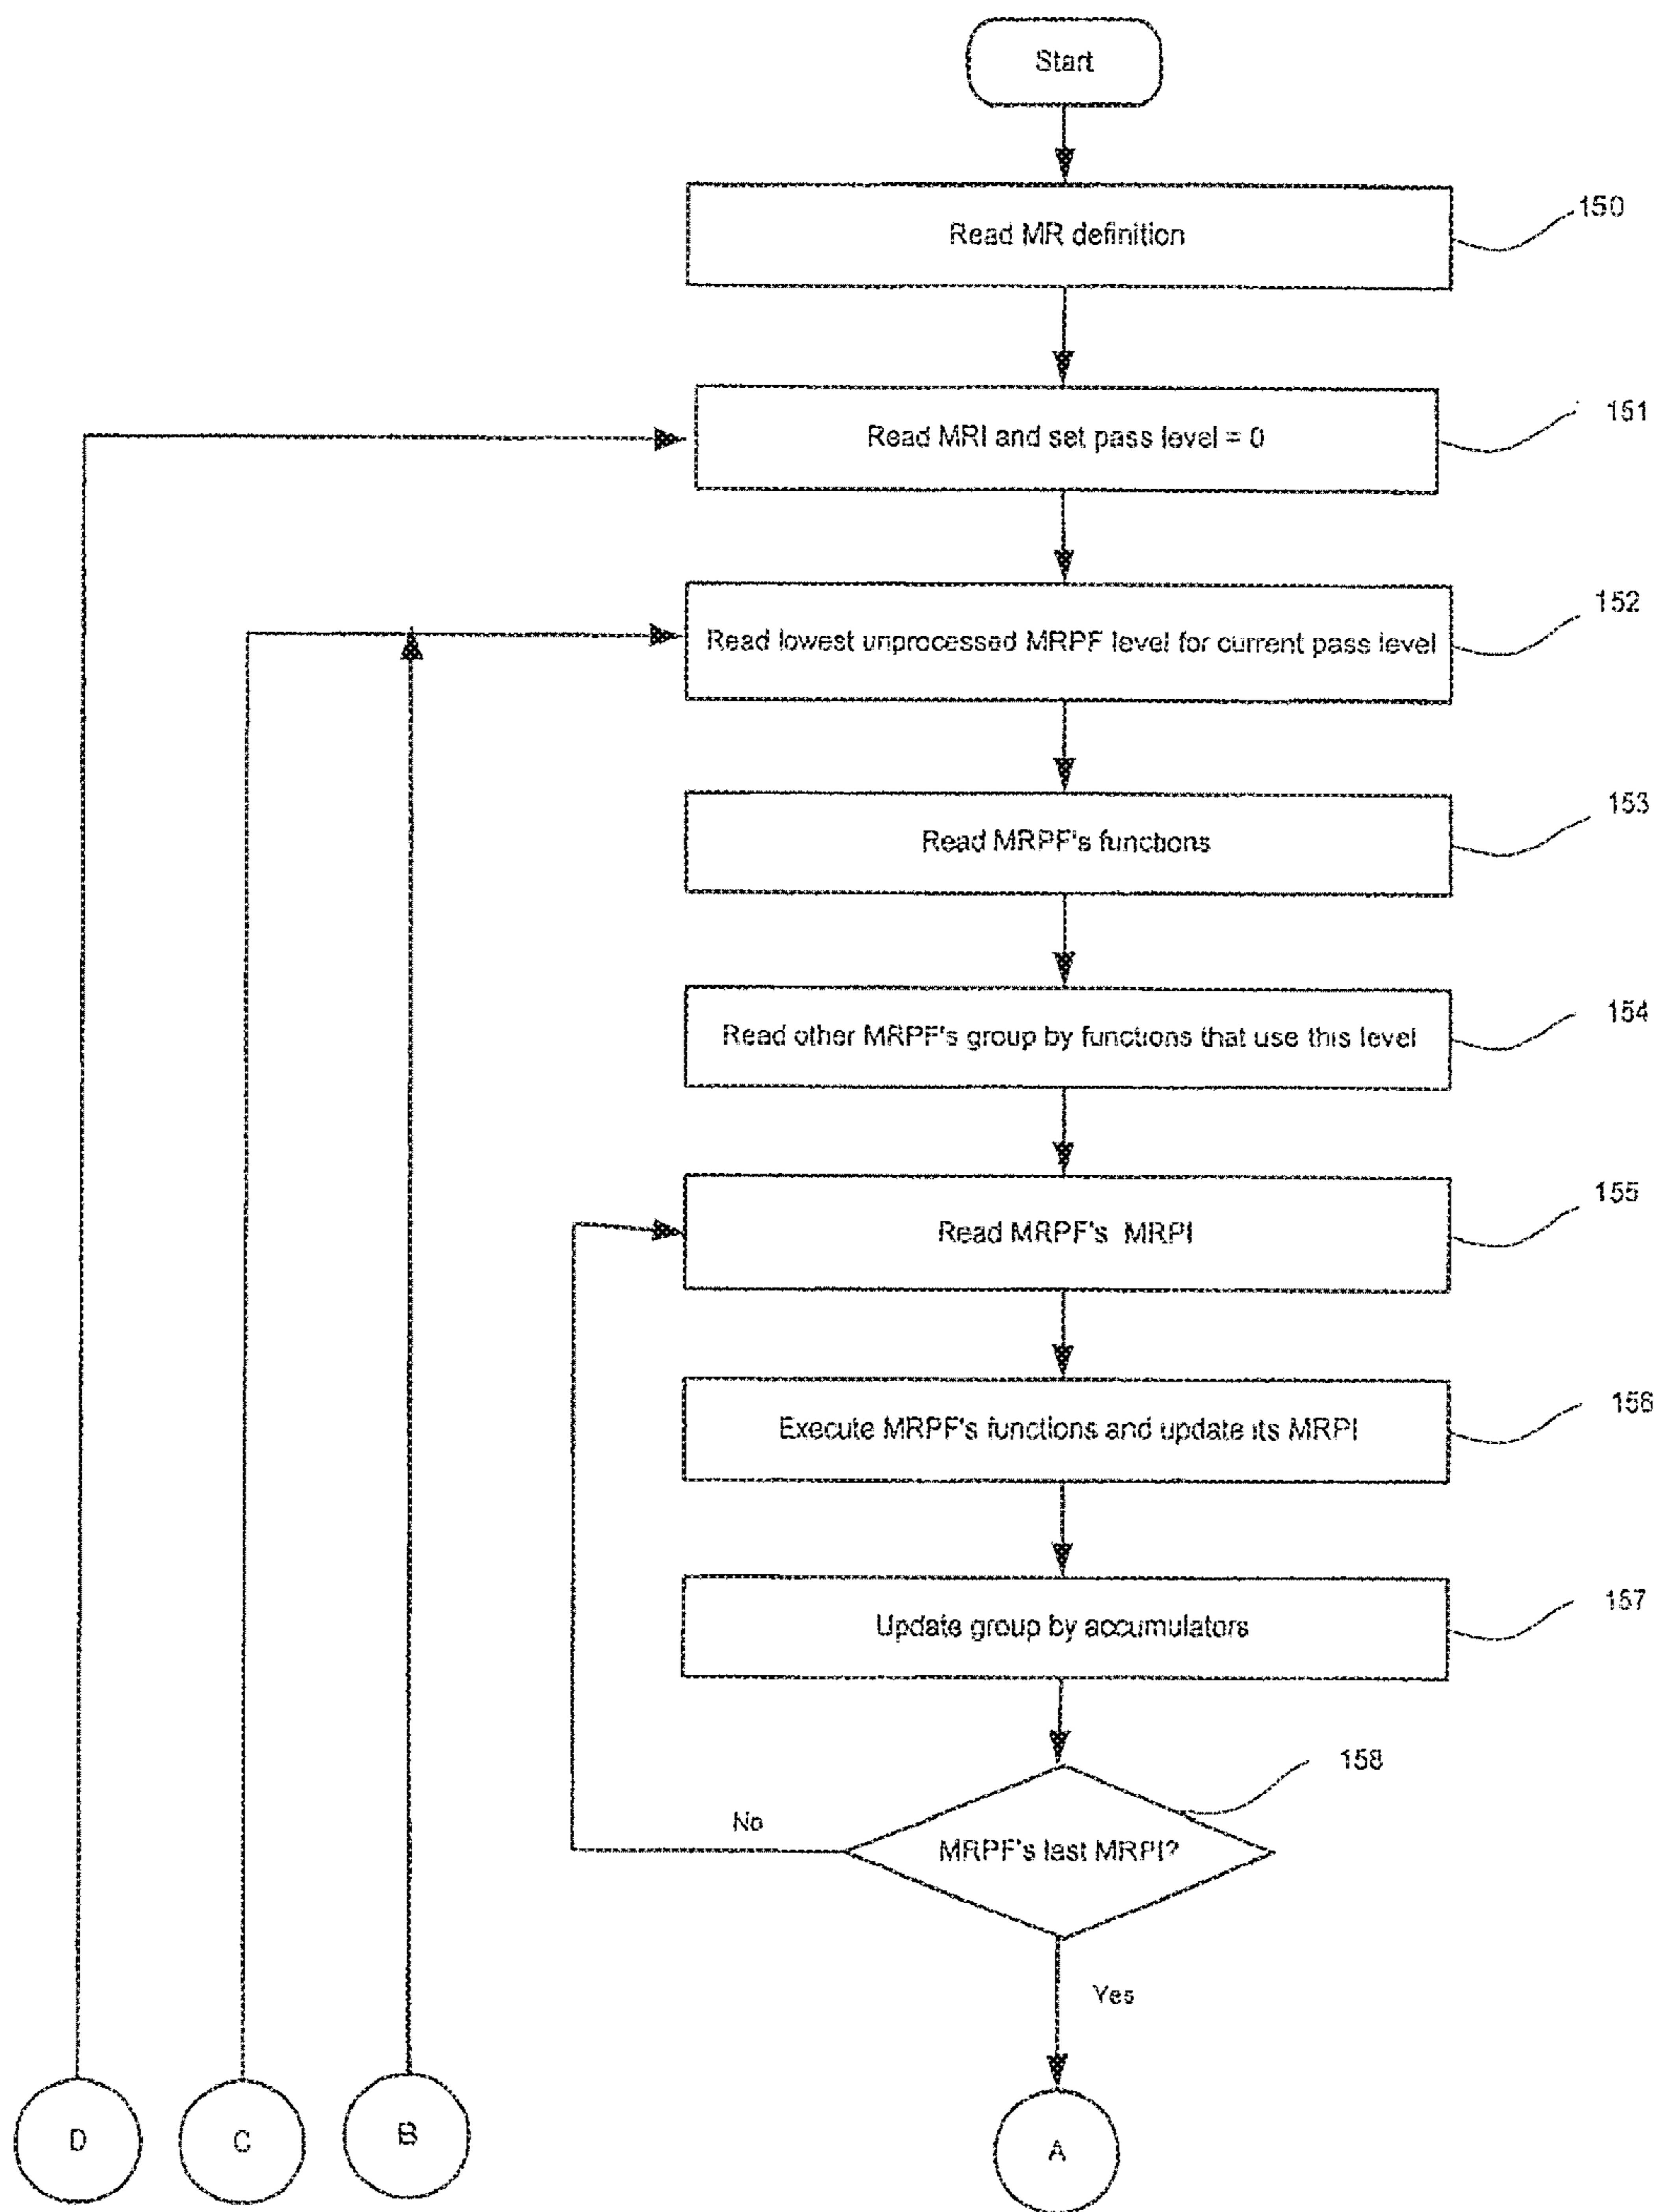 Start
Read MR definition
150
Read MRI and set pass level = 0
151
Read lowest unprocessed MRPF level for current pass level
152
Read MRPF's functions
153
Read other MRPF's group by functions that use this level
154
Read MRPF's MRPI
155
Execute MRPF's functions and update its MRPI
156
Update group by accumulators
157
158
No
MRPF's last MRPI?
Yes
D
C
B
A